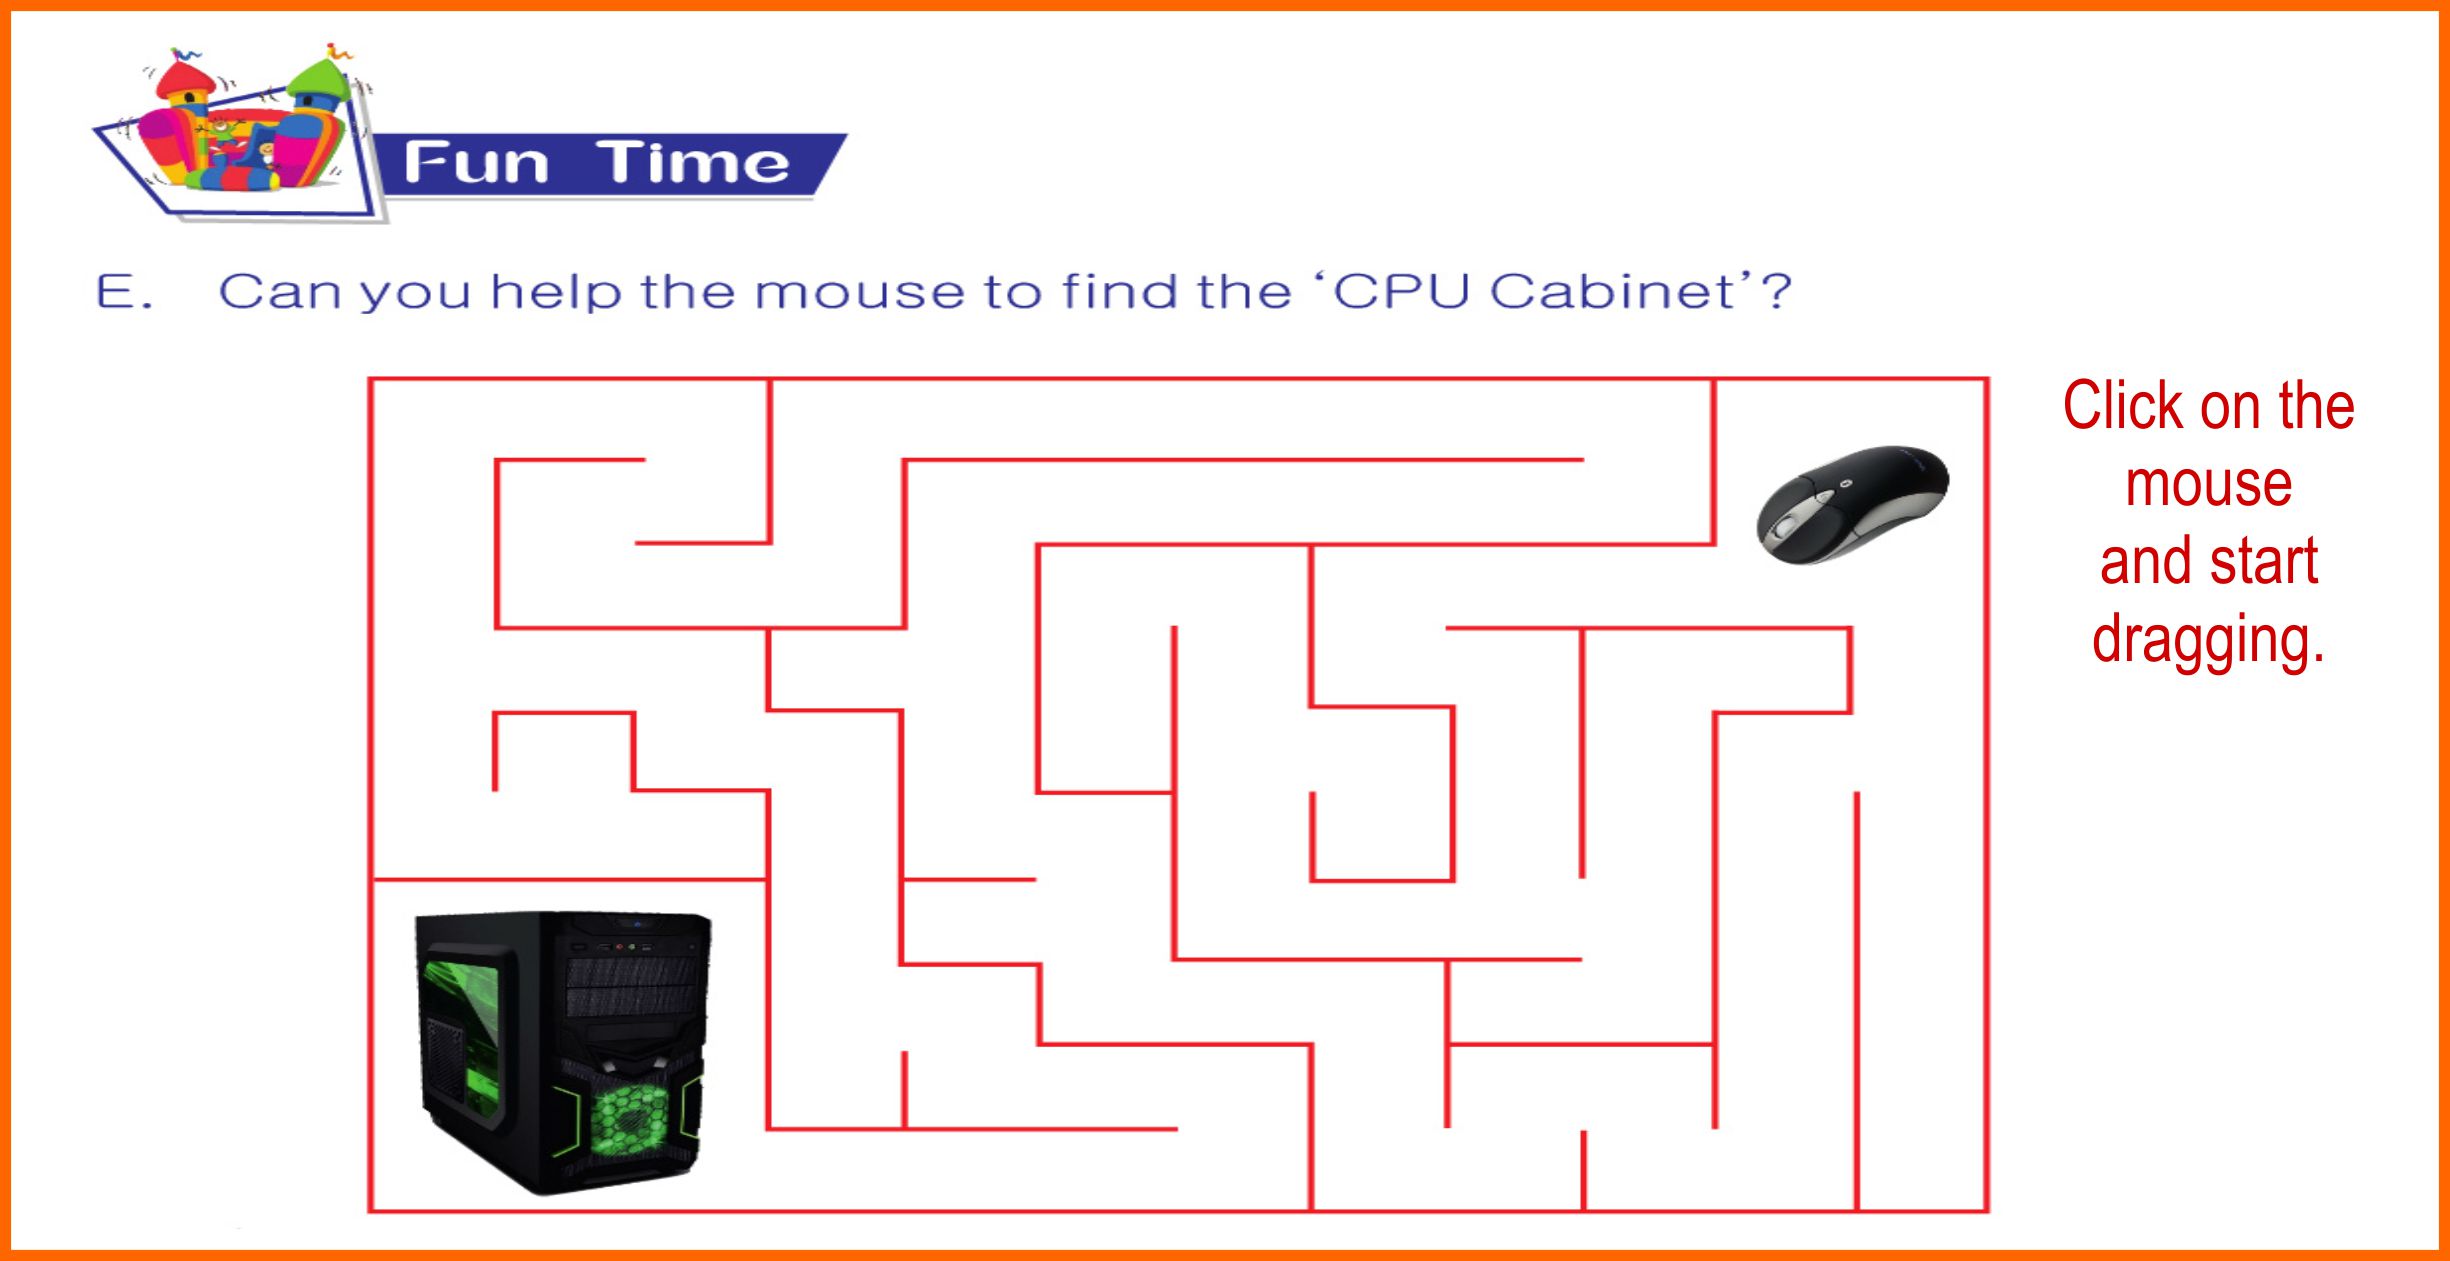 Fun Time
E. Can you help the mouse to find the ‘CPU Cabinet’?
Click on the
mouse
and start
dragging.